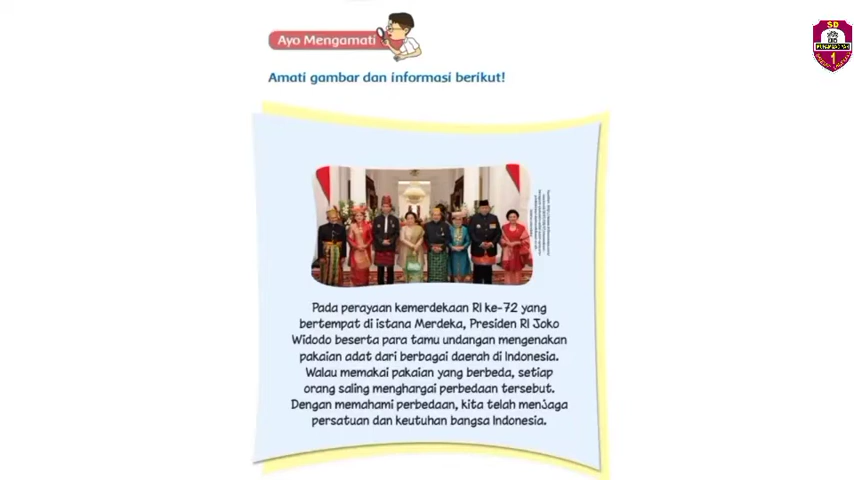 Ayo Mengamati
SD
1
Amati gambar dan informasi berikut!
Pada perayaan kemerdekaan RI ke-72 yang
bertempat di istana Merdeka, Presiden RI Joko
Widodo beserta para tamu undangan mengenakan
pakaian adat dari berbagai daerah di Indonesia.
Walau memakai pakaian yang berbeda, setiap
orang saling menghargai perbedaan tersebut.
Dengan memahami perbedaan, kita telah menjaga
persatuan dan keutuhan bangsa Indonesia.